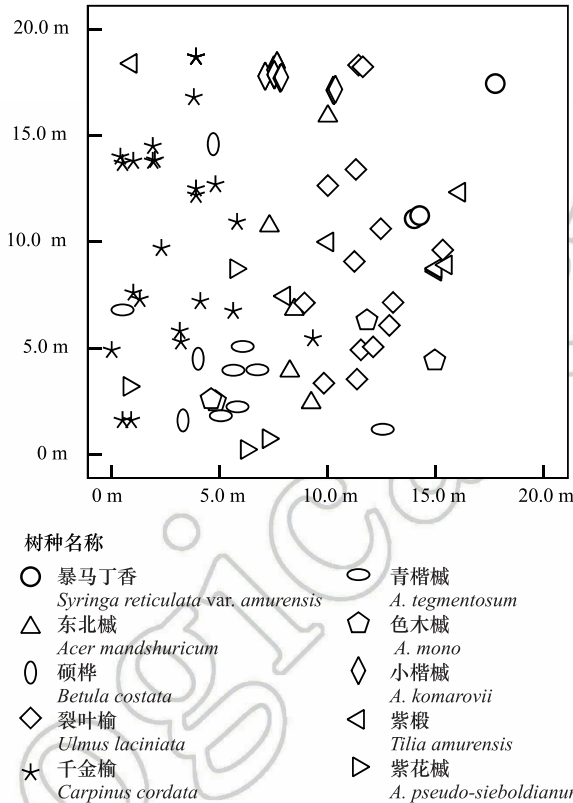 20.0 m
15.0 m
10.0 m
5.0 m
0 m
0 m 5.0 m 10.0 m 15.0 m 20.0 m
树种名称
暴马丁香
Syringa reticulata var. amurensis
东北槭
Acer mandshuricum
硕桦
Betula costata
裂叶榆
Ulmus laciniata
千金榆
Carpinus cordata
青楷槭
A. tegmentosum
色木槭
A. mono
小楷槭
A. komarovii
紫椴
Tilia amurensis
紫花槭
A. pseudo-sieboldianum